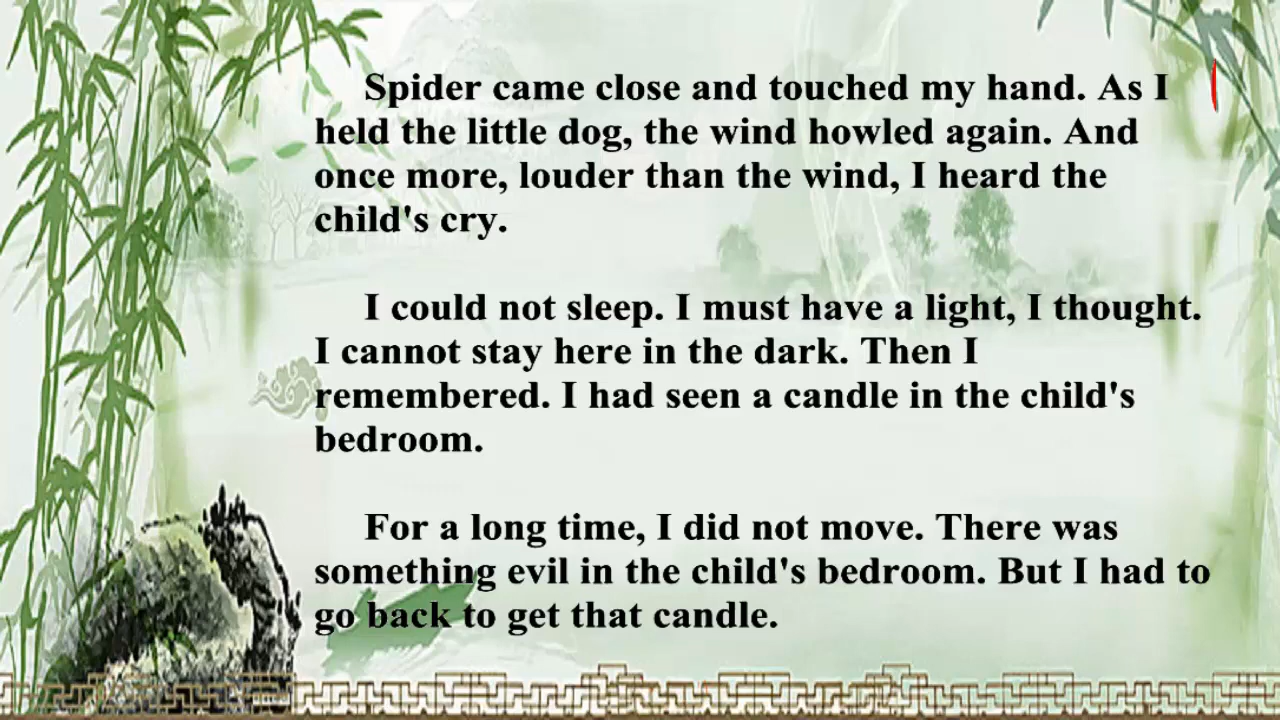 Spider came close and touched my hand. As I
held the little dog, the wind howled again. And
once more, louder than the wind, I heard the
child's cry.
I could not sleep. I must have a light, I thought.
I cannot stay here in the dark. Then I
remembered. I had seen a candle in the child's
bedroom.
For a long time, I did not move. There was
something evil in the child's bedroom. But I had to
go back to get that candle.